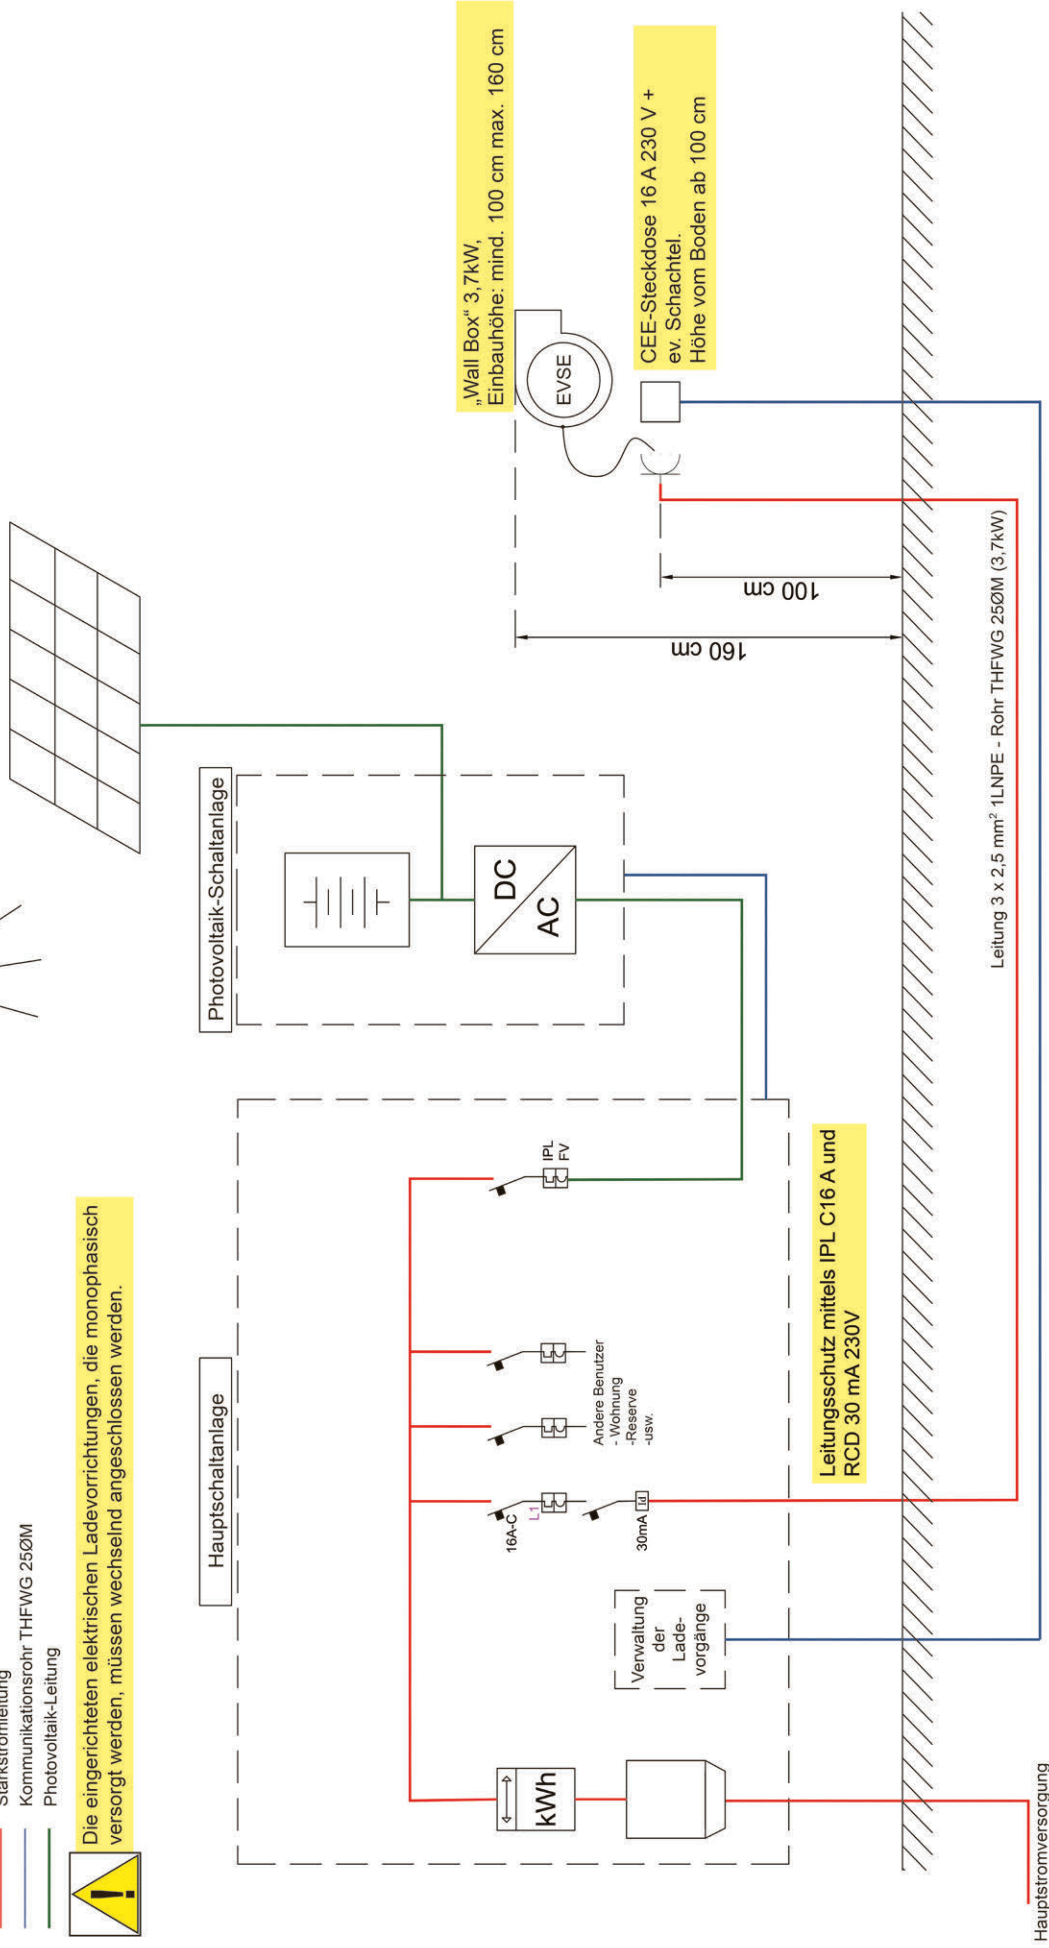 Starkstromleitung
Kommunikationsrohr THFWG 25ØM
Photovoltaik-Leitung
Die eingerichteten elektrischen Ladevorrichtungen, die monophasisch
versorgt werden, müssen wechselnd angeschlossen werden.
Hauptschaltanlage
Photovoltaik-Schaltanlage
DC
AC
„Wall Box“ 3,7kW,
Einbauhöhe: mind. 100 cm max. 160 cm
EVSE
CEE-Steckdose 16 A 230 V +
ev. Schachtel.
Höhe vom Boden ab 100 cm
160 cm
100 cm
kWh
Verwaltung
der
Lade-
vorgänge
16A-C
L1
30mA
Id
Andere Benutzer
- Wohnung
-Reserve
-usw.
IPL
FV
Leitungsschutz mittels IPL C16 A und
RCD 30 mA 230V
Leitung 3 x 2,5 mm² 1LNPE - Rohr THFWG 25ØM (3,7kW)
Hauptstromversorgung